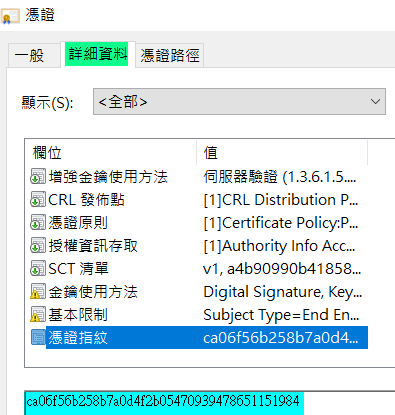 憑證
一般 詳細資料 憑證路徑
顯示(S): <全部>
欄位 值
增強金鑰使用方法 伺服器驗證 (1.3.6.1.5....
CRL 發佈點 [1]CRL Distribution P...
憑證原則 [1]Certificate Policy:P...
授權資訊存取 [1]Authority Info Acc...
SCT 清單 v1, a4b90990b41858...
金鑰使用方法 Digital Signature, Key...
基本限制 Subject Type=End En...
憑證指紋 ca06f56b258b7a0d4...
ca06f56b258b7a0d4f2b05470939478651151984